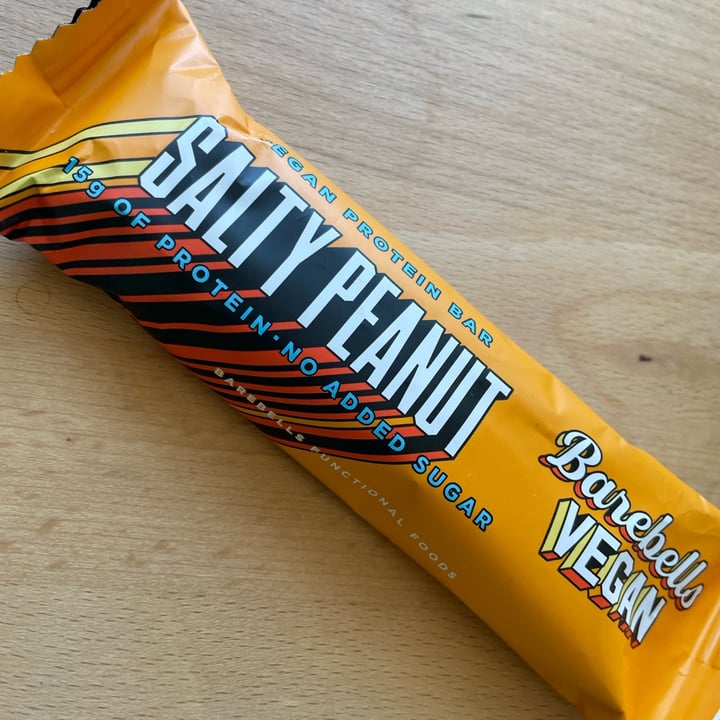 VEGAN PROTEIN BAR
SALTY PEANUT
15g OF PROTEIN·NO ADDED SUGAR
BAREBELLS FUNCTIONAL FOODS
Barebells
VEGAN